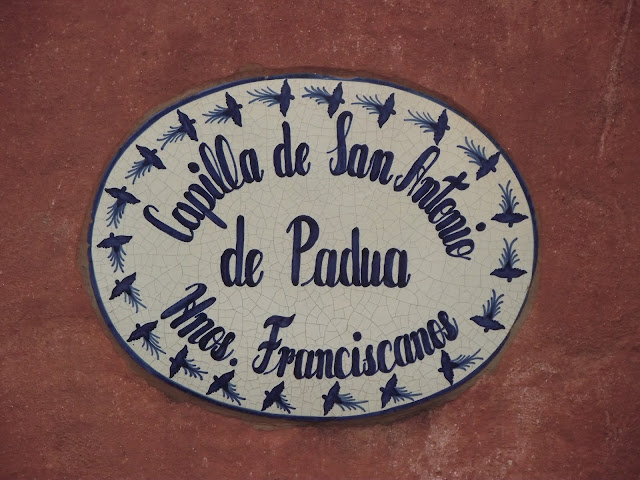 Capilla de San Antonio
de Padua
Hnos. Franciscanos